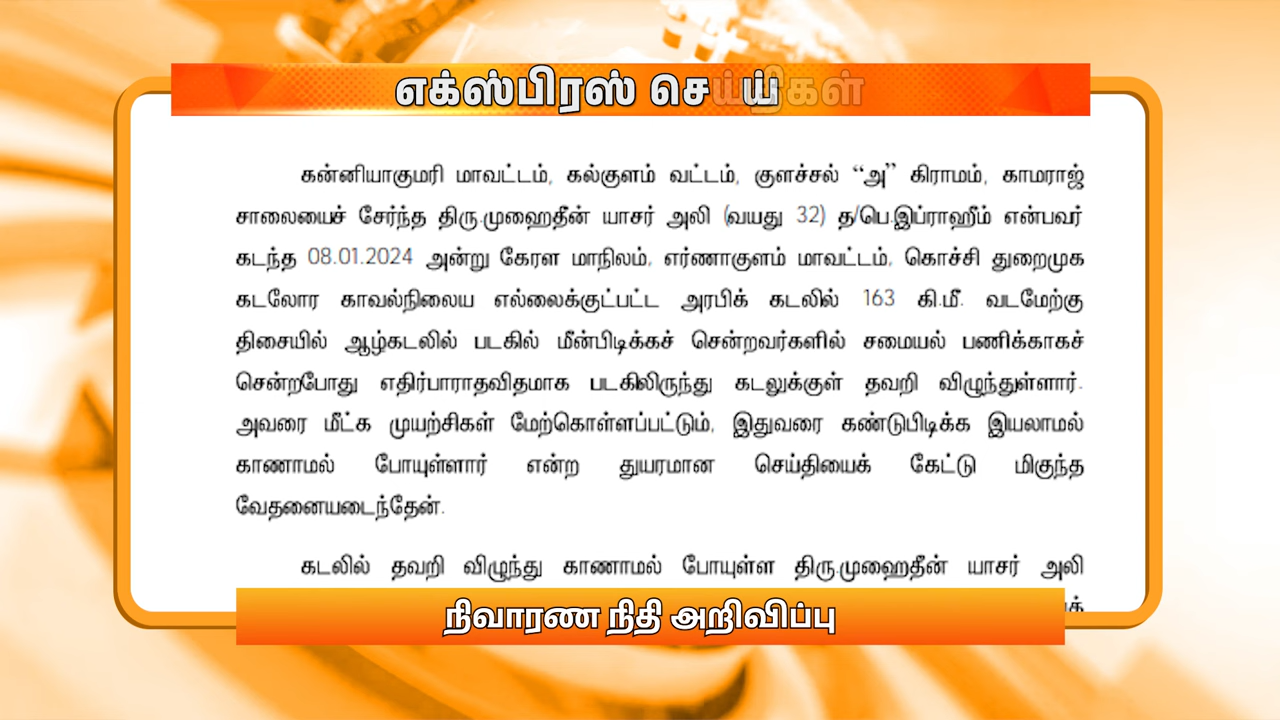 எக்ஸ்பிரஸ் செய்திகள்
கன்னியாகுமரி மாவட்டம், கல்குளம் வட்டம், குளச்சல் “அ” கிராமம், காமராஜ்
சாலையைச் சேர்ந்த திரு.முஹைதீன் யாசர் அலி (வயது 32) த/பெ.இப்ராஹீம் என்பவர்
கடந்த 08.01.2024 அன்று கேரள மாநிலம், எர்ணாகுளம் மாவட்டம், கொச்சி துறைமுக
கடலோர காவல்நிலைய எல்லைக்குட்பட்ட அரபிக் கடலில் 163 கி.மீ. வடமேற்கு
திசையில் ஆழ்கடலில் படகில் மீன்பிடிக்கச் சென்றவர்களில் சமையல் பணிக்காகச்
சென்றபோது எதிர்பாராதவிதமாக படகிலிருந்து கடலுக்குள் தவறி விழுந்துள்ளார்.
அவரை மீட்க முயற்சிகள் மேற்கொள்ளப்பட்டும், இதுவரை கண்டுபிடிக்க இயலாமல்
காணாமல் போயுள்ளார் என்ற துயரமான செய்தியைக் கேட்டு மிகுந்த
வேதனையடைந்தேன்.
கடலில் தவறி விழுந்து காணாமல் போயுள்ள திரு.முஹைதீன் யாசர் அலி
நிவாரண நிதி அறிவிப்பு